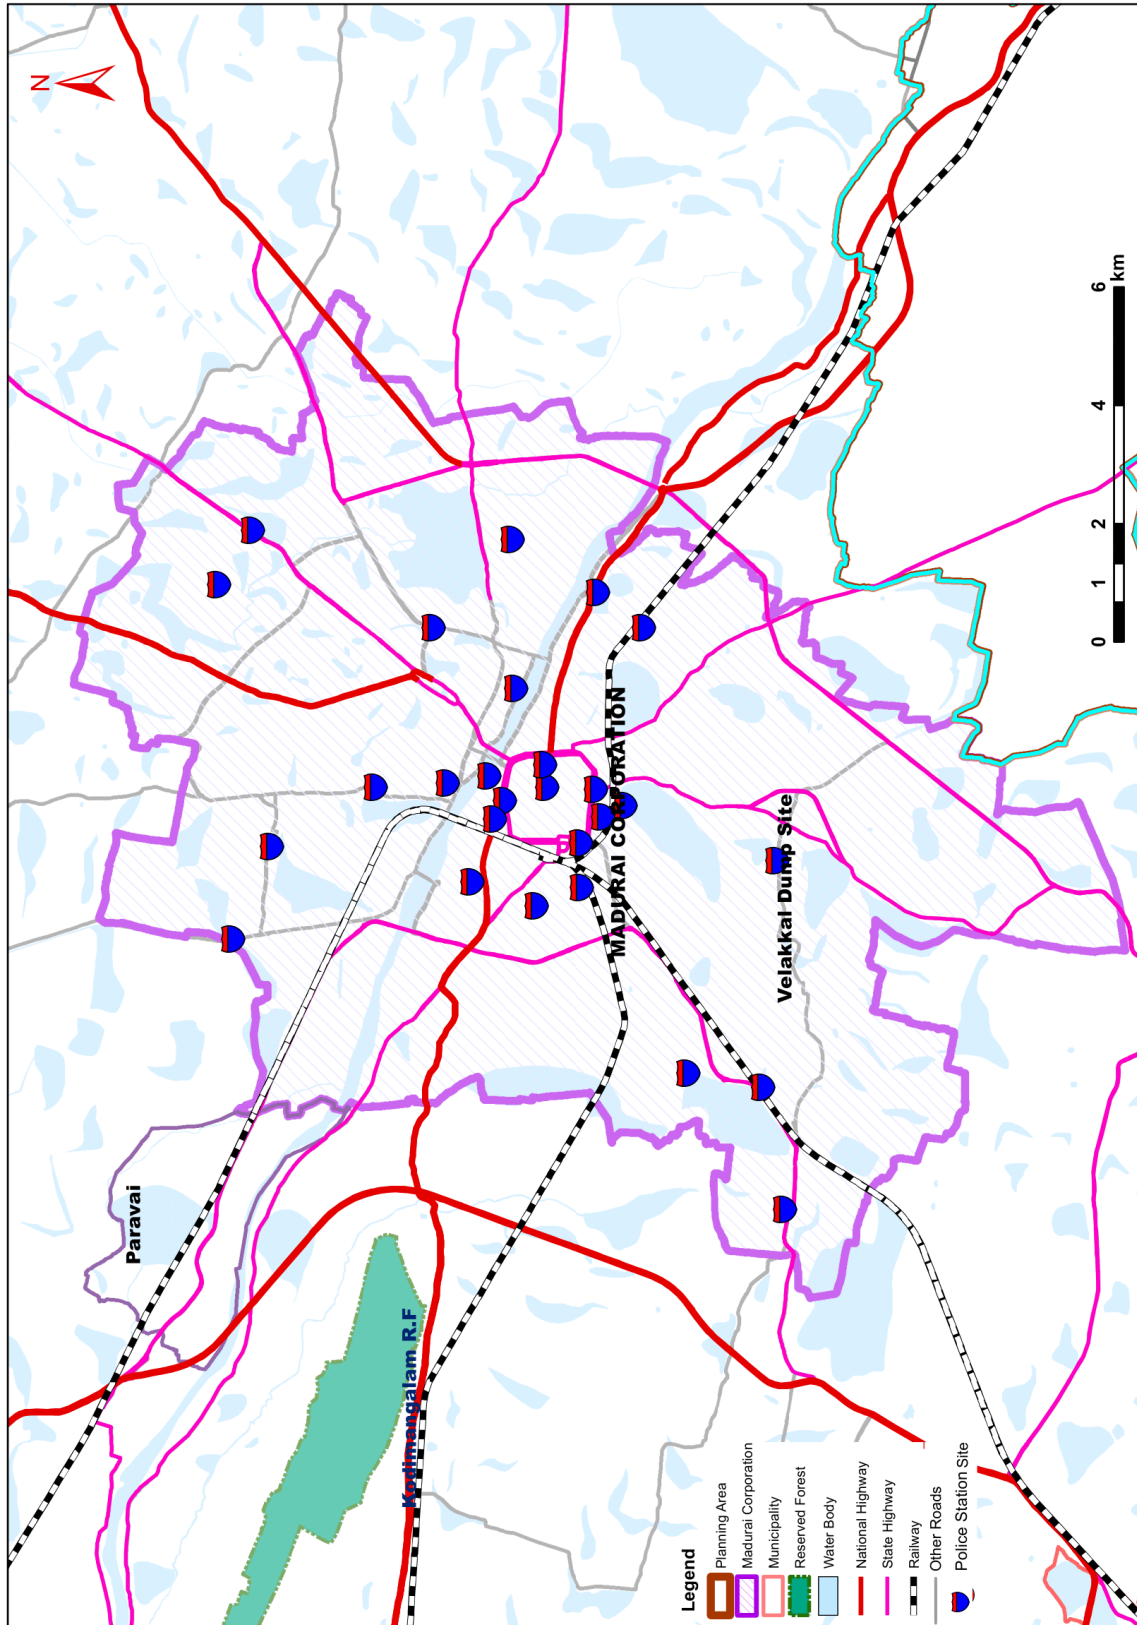 N
Paravai
Kodimangalam R.F
MADURAI CORPORATION
Velakkal Dump Site
0 1 2 4 6
km
Legend
Planning Area
Madurai Corporation
Municipality
Reserved Forest
Water Body
National Highway
State Highway
Railway
Other Roads
Police Station Site